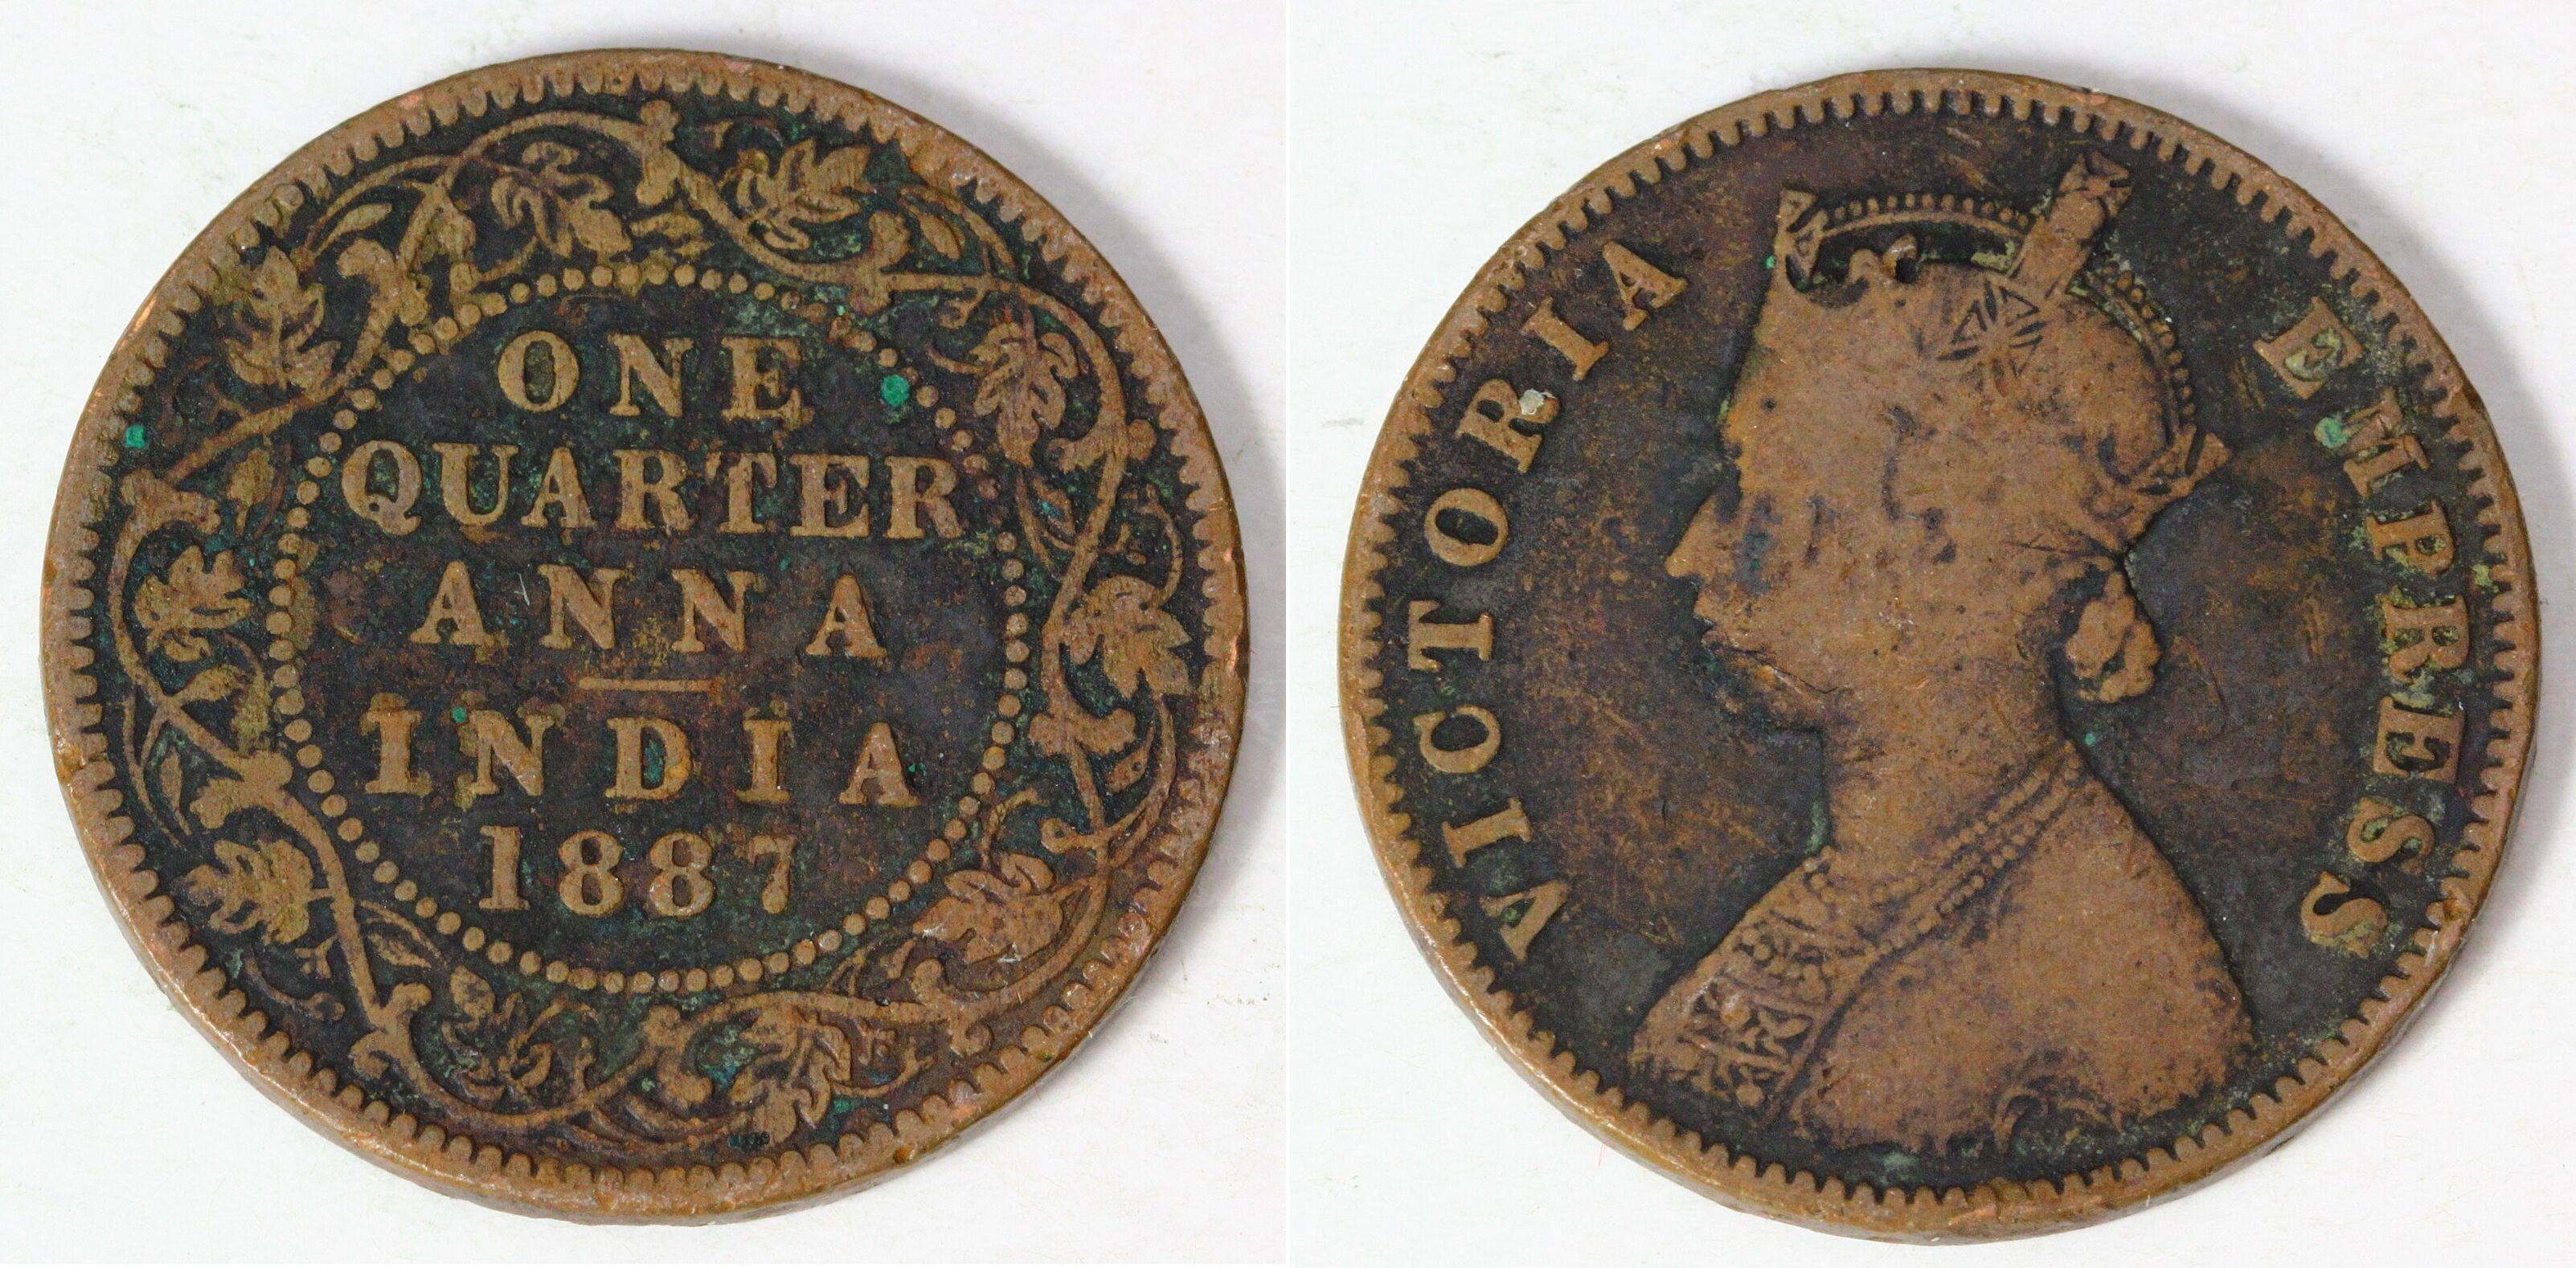 ONE
QUARTER
ANNA
INDIA
1887
VICTORIA EMPRESS